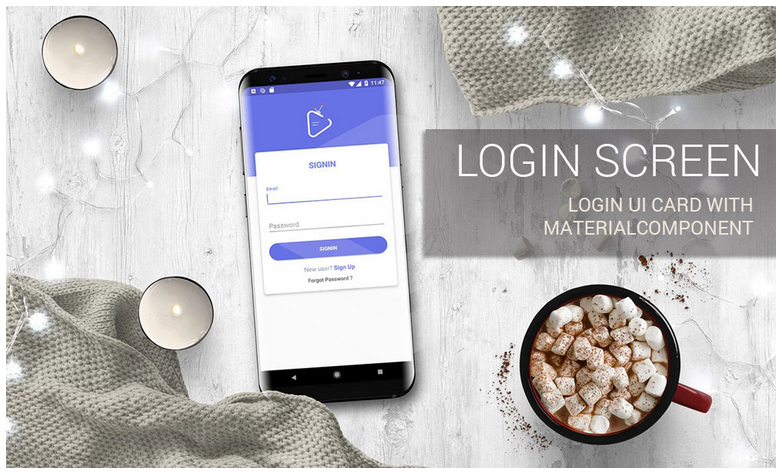 11:47
SIGNIN
Email
Password
SIGNIN
New user? Sign Up
Forgot Password ?
LOGIN SCREEN
LOGIN UI CARD WITH
MATERIALCOMPONENT